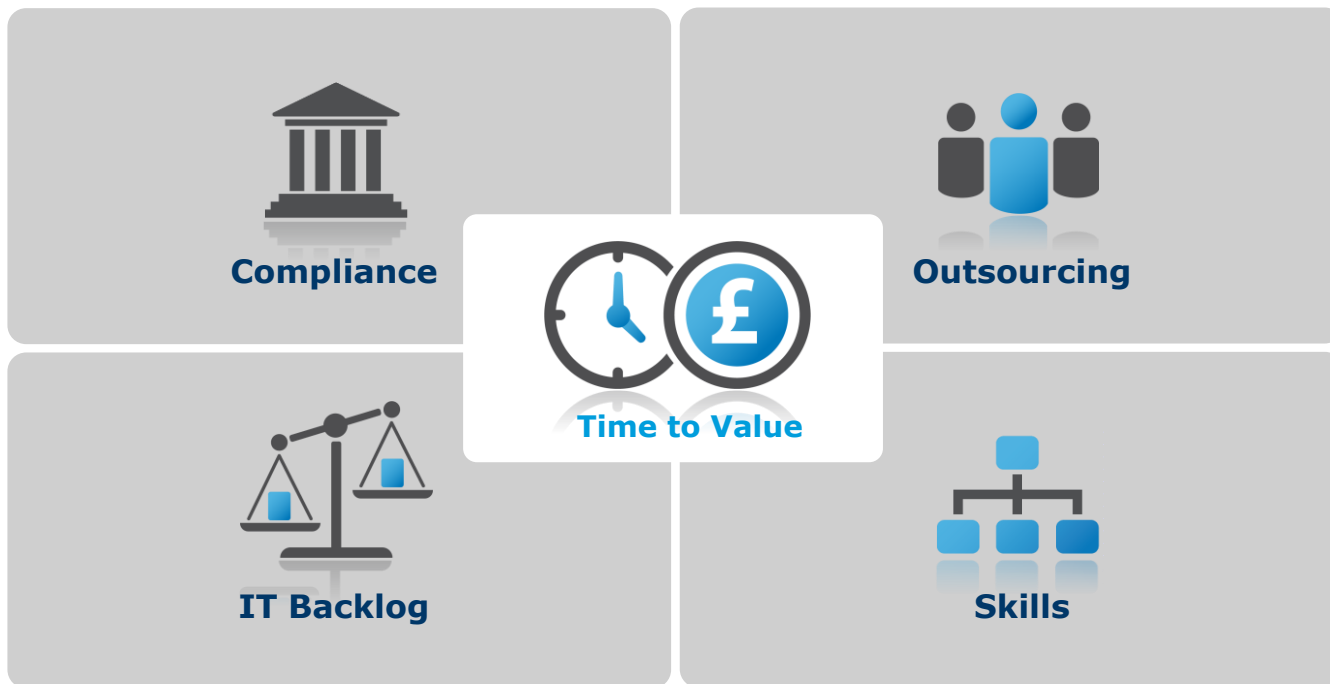 Compliance
Outsourcing
£
Time to Value
IT Backlog
Skills